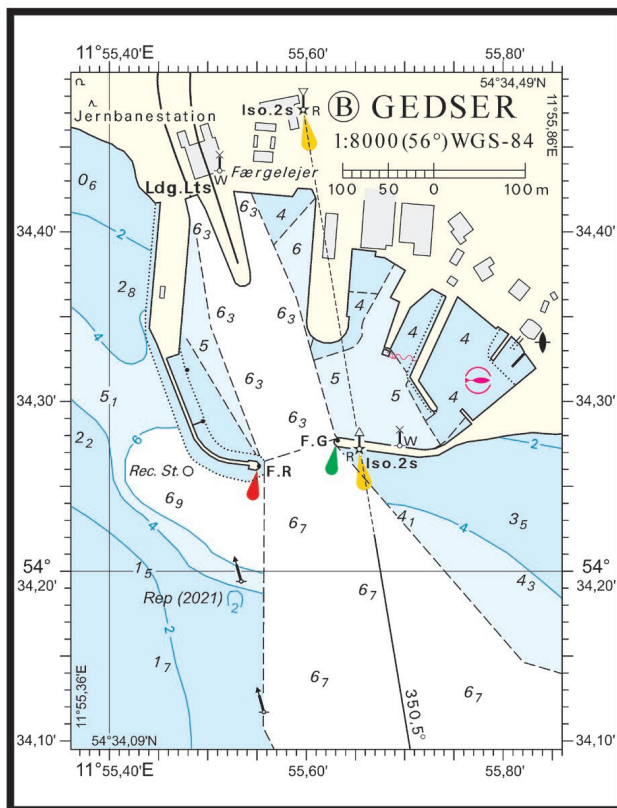 11°55,40'E 55,60' 55,80'
54°34,49'N
11°55,86'E
Iso.2s R
B GEDSER
1:8000 (56°) WGS-84
Jernbanestation
W Færgelejer
100 50 0 100 m
Ldg.Lts
0₆ 6₃ 6₃ 4
34,40' 34,40'
2 6
2₈ 6₃ 6₃ 4 4 4
4
5 5 5 4
5₁ 6₃ 4
34,30' 34,30'
6₃
2₂ 6 F.G W 2
R Iso.2s
Rec. St. F.R
6₉ 6₇ 4₁ 4 3₅
4
54° 54°
1₅ 4₃
34,20' 6₇ 34,20'
Rep (2021) 2
2
1₇
6₇ 6₇
350,5°
11°55,36'E
54°34,09'N
34,10' 34,10'
11°55,40'E 55,60' 55,80'